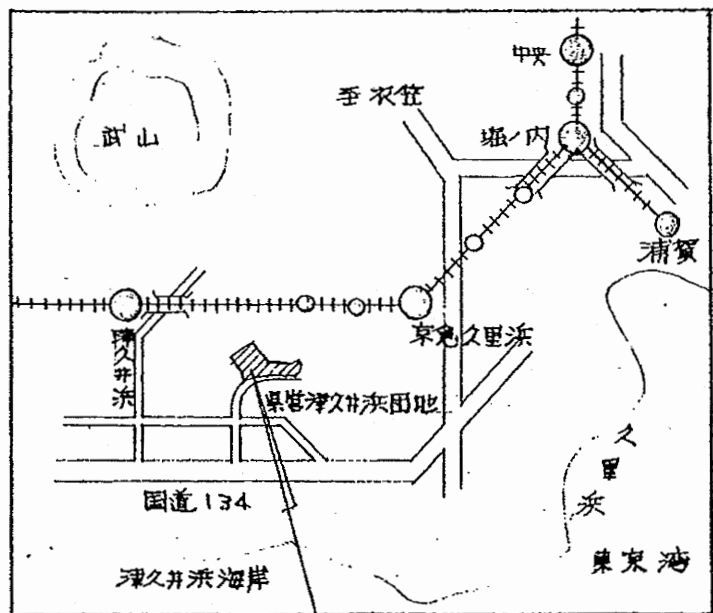 中央
至衣笠
堀ノ内
武山
浦賀
京急久里浜
津久井浜
県営津久井浜団地
久里浜
国道134
東京湾
津久井浜海岸